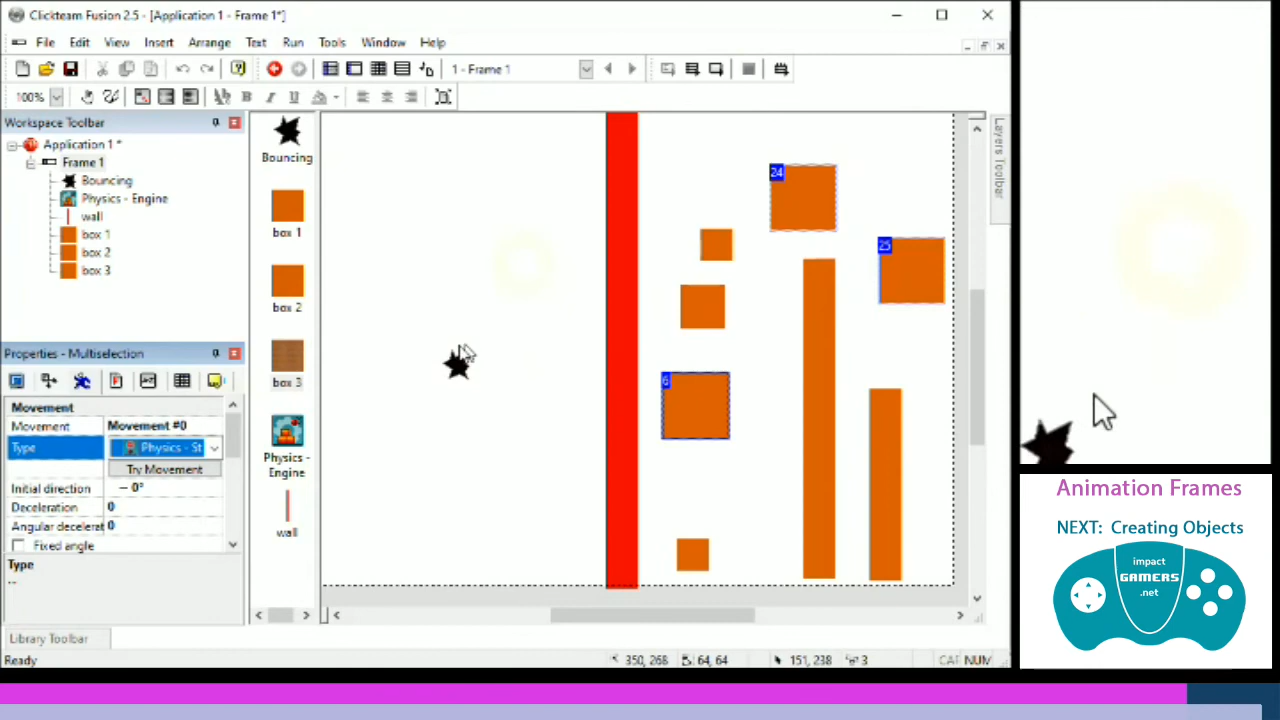 Clickteam Fusion 2.5 - [Application 1 - Frame 1*]
File Edit View Insert Arrange Text Run Tools Window Help
1 - Frame 1
100%
Workspace Toolbar
Application 1 *
Frame 1
Bouncing
Physics - Engine
wall
box 1
box 2
box 3
Properties - Multiselection
Movement
Movement Movement #0
Type Physics - St
Try Movement
Initial direction 0°
Deceleration 0
Angular decelerat 0
Fixed angle
Type
--
Library Toolbar
Ready
Bouncing
box 1
box 2
box 3
Physics -
Engine
wall
24
25
6
Layers Toolbar
350, 268 64, 64 151, 238 3 CAP NUM
Animation Frames
NEXT: Creating Objects
impact
GAMERS
.net